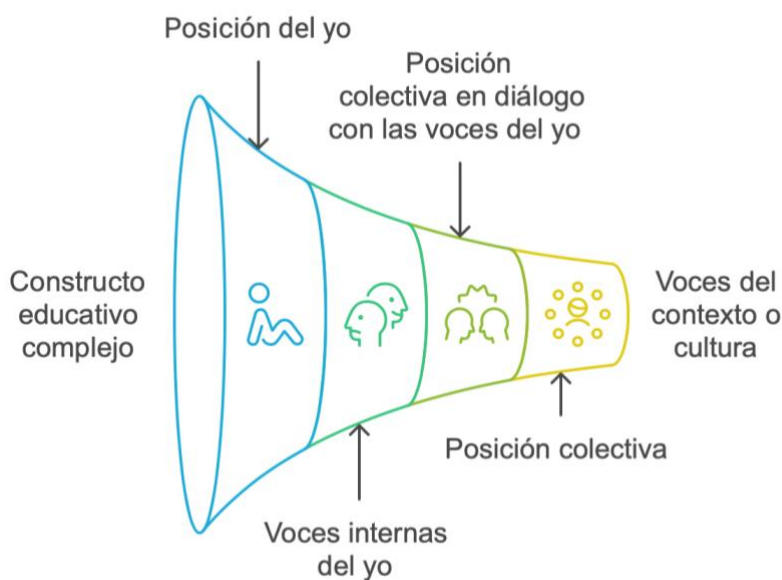 Posición del yo
Posición
colectiva en diálogo
con las voces del yo
Constructo
educativo
complejo
Voces del
contexto o
cultura
Posición colectiva
Voces internas
del yo